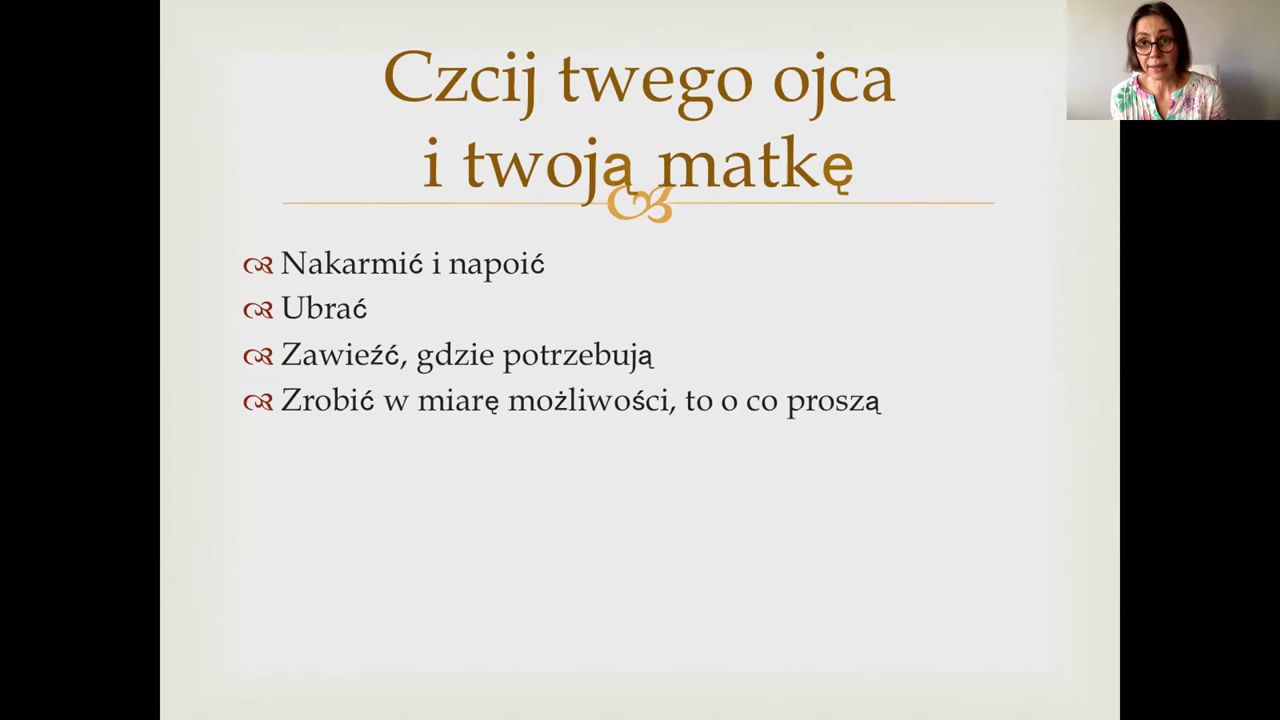 Czcij twego ojca
i twoją matkę
Nakarmić i napoić
Ubrać
Zawieźć, gdzie potrzebują
Zrobić w miarę możliwości, to o co proszą